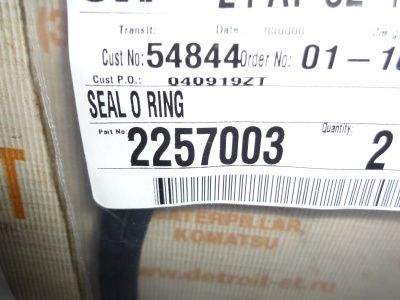 Transit: Date:
Cust No: 54844 Order No: 01-18
Cust P.O.: 040919ZT
SEAL O RING
Part No 2257003 Quantity: 2
CATERPILLAR,
KOMATSU
www.detroit-st.ru